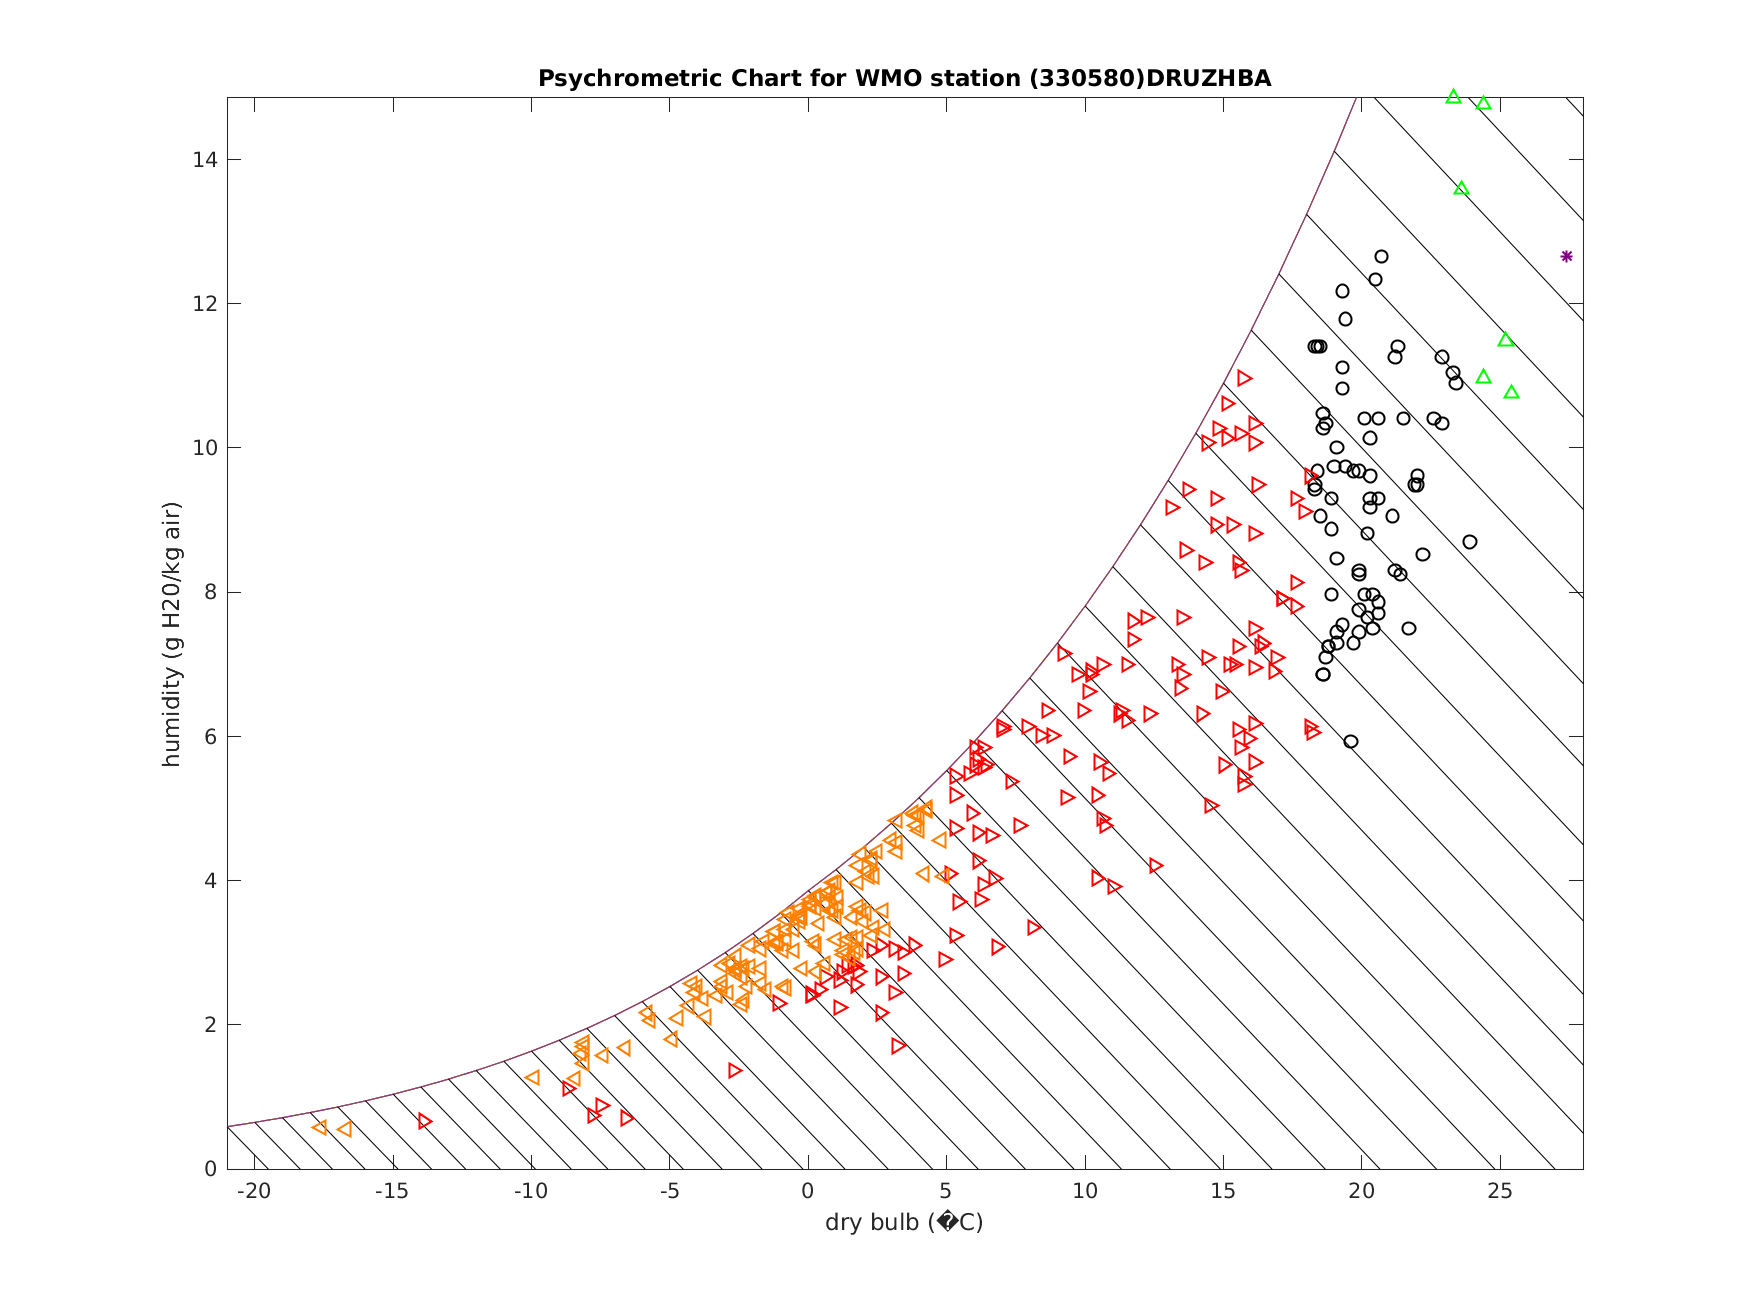 Psychrometric Chart for WMO station (330580)DRUZHBA
14
12
10
8
6
4
2
0
humidity (g H20/kg air)
-20 -15 -10 -5 0 5 10 15 20 25
dry bulb (�C)